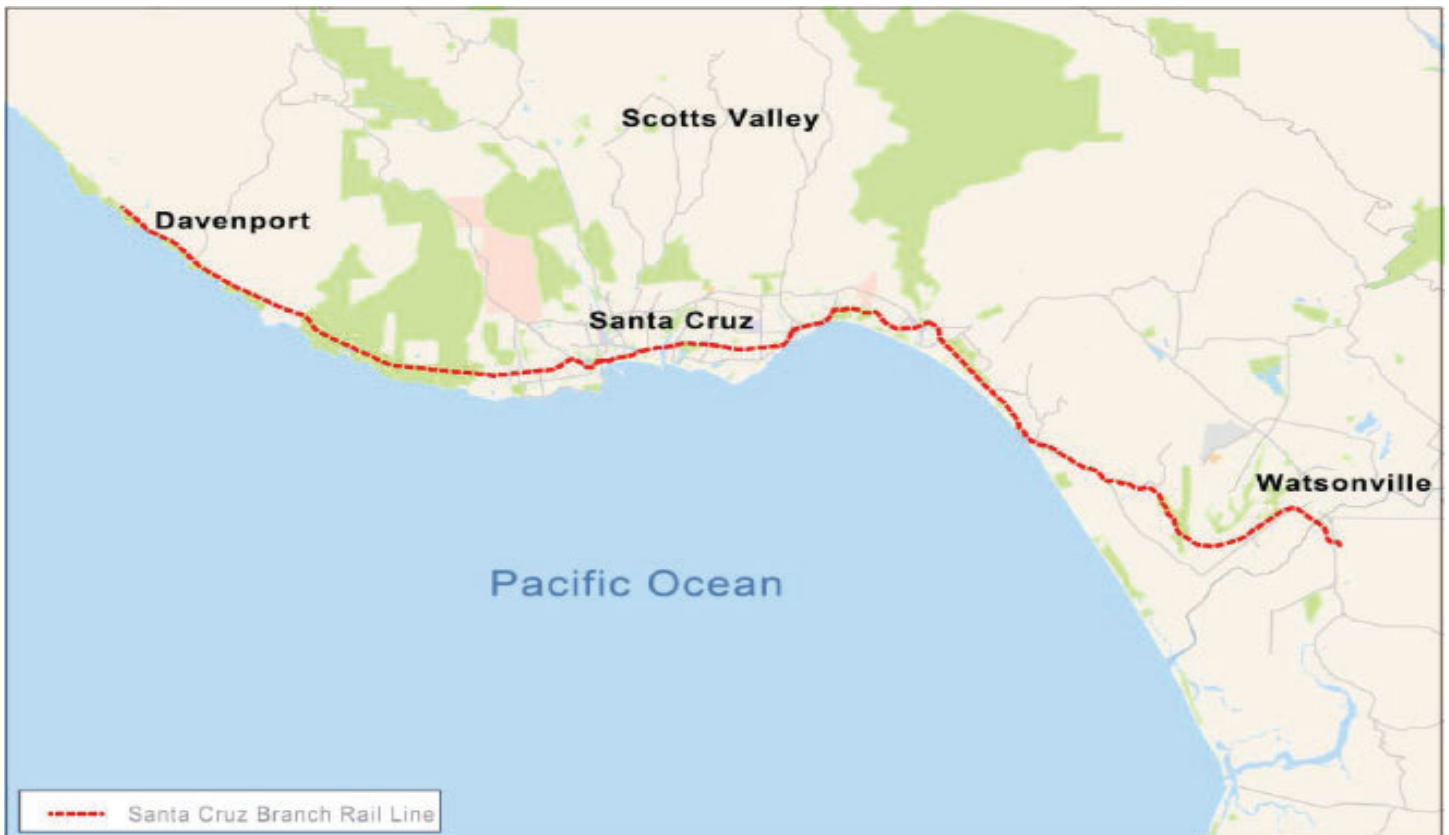 Scotts Valley
Davenport
Santa Cruz
Watsonville
Pacific Ocean
Santa Cruz Branch Rail Line